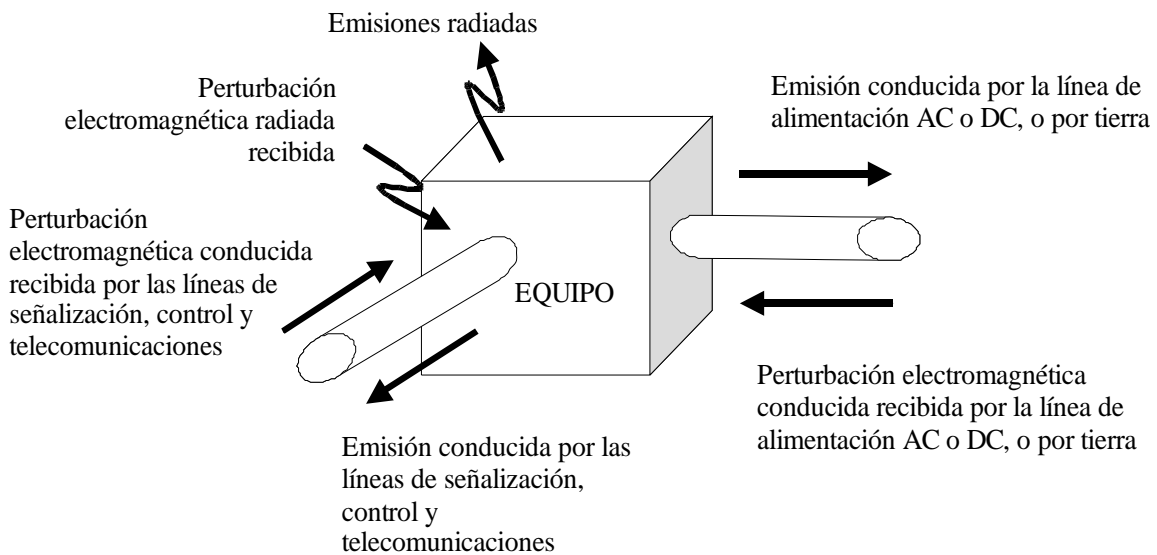 Emisiones radiadas
Perturbación
electromagnética radiada
recibida
Emisión conducida por la línea de
alimentación AC o DC, o por tierra
Perturbación
electromagnética conducida
recibida por las líneas de
señalización, control y
telecomunicaciones
EQUIPO
Perturbación electromagnética
conducida recibida por la línea de
alimentación AC o DC, o por tierra
Emisión conducida por las
líneas de señalización,
control y
telecomunicaciones